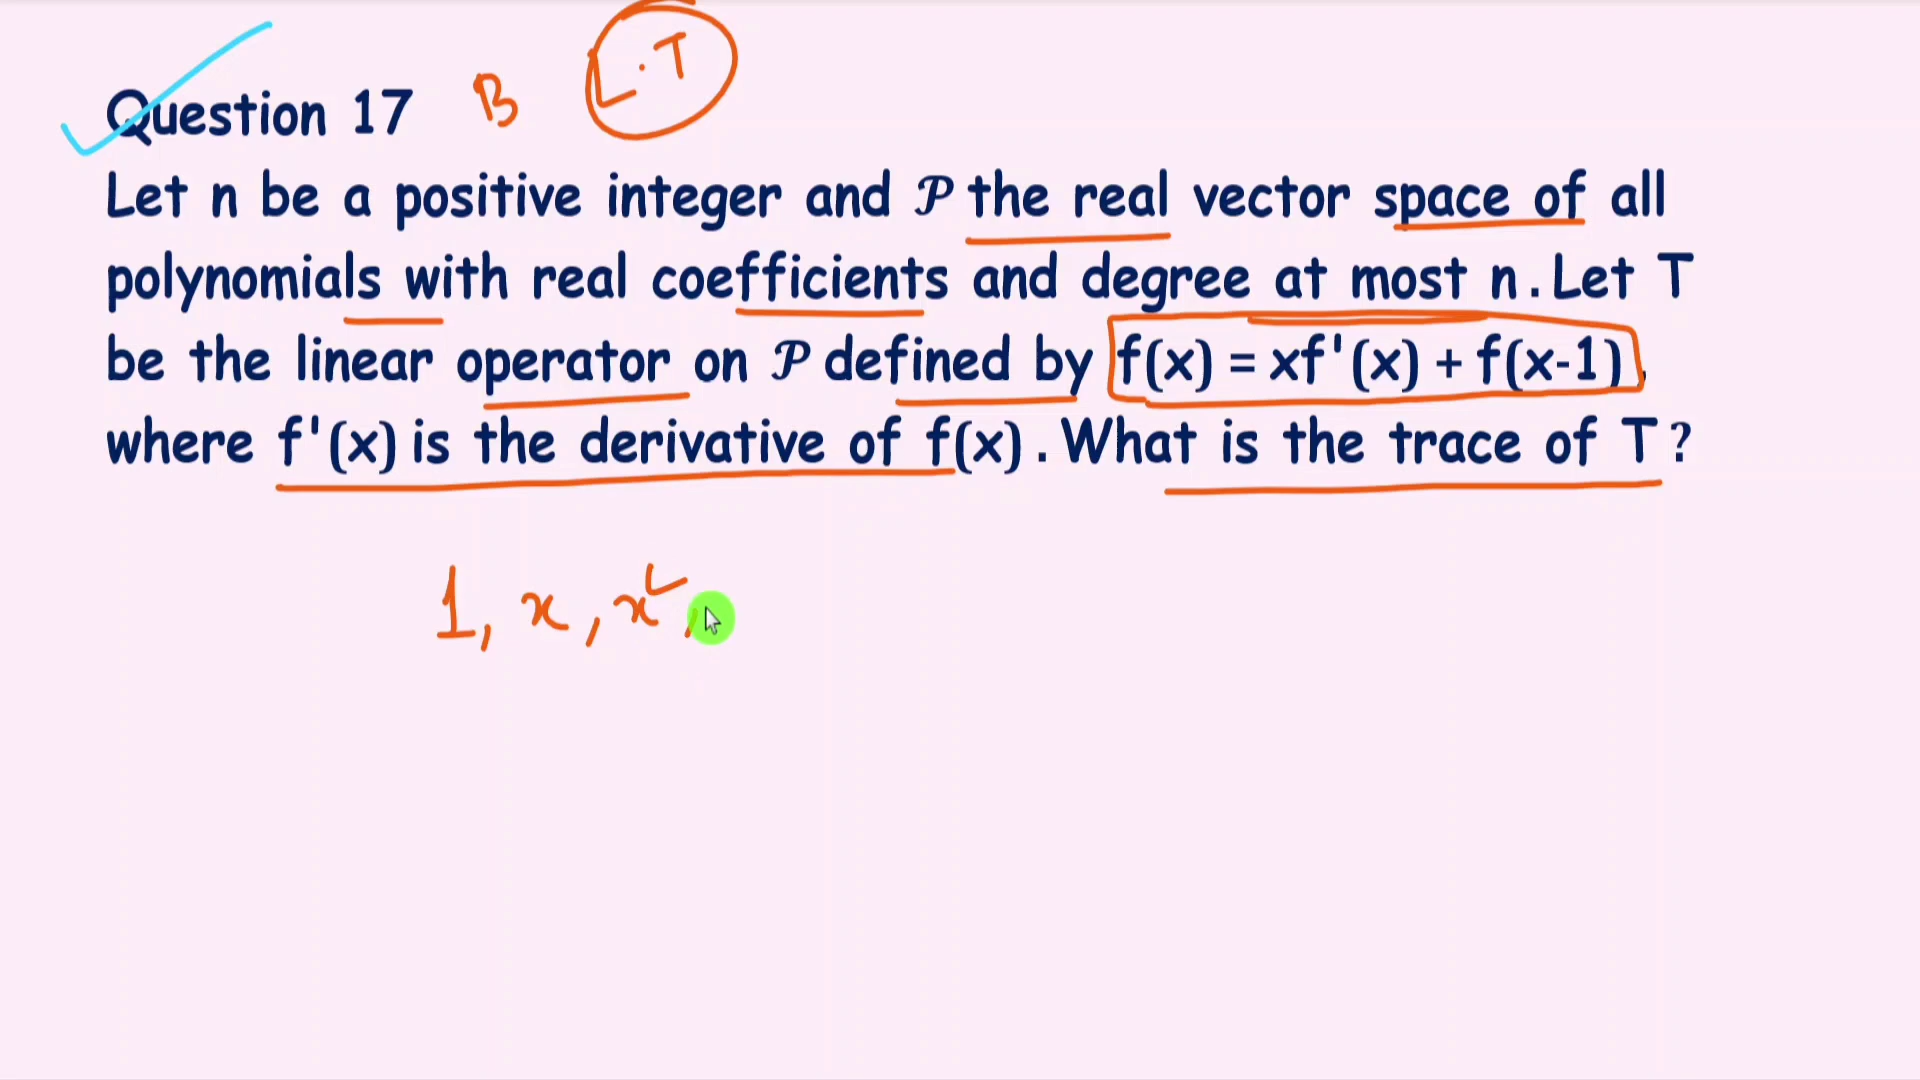 L.T
Question 17 B
Let n be a positive integer and 𝒫 the real vector space of all
polynomials with real coefficients and degree at most n. Let T
be the linear operator on 𝒫 defined by f(x) = xf'(x) + f(x-1),
where f'(x) is the derivative of f(x). What is the trace of T?
1, x, x²,